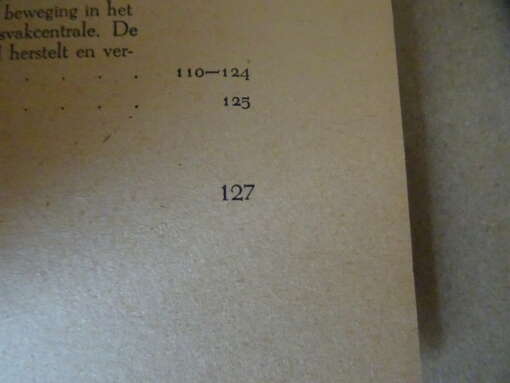 beweging in het
svakcentrale. De
herstelt en ver-
. . . . 110—124
. . . . 125
127